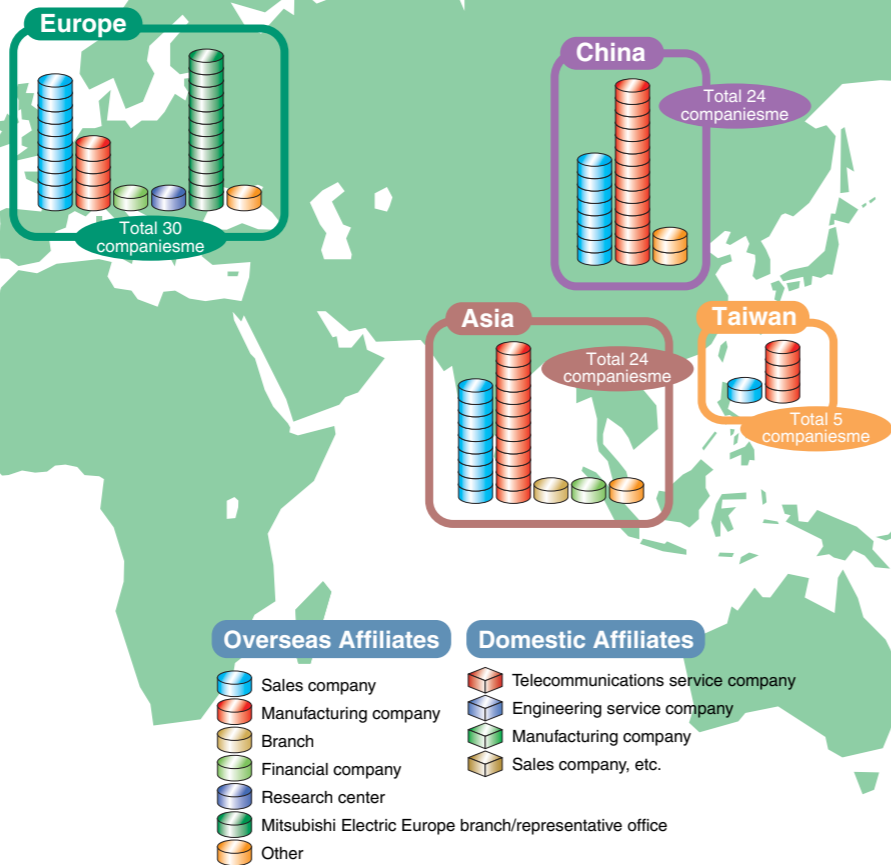 Europe
Total 30
companiesme
China
Total 24
companiesme
Asia
Total 24
companiesme
Taiwan
Total 5
companiesme
Overseas Affiliates
Sales company
Manufacturing company
Branch
Financial company
Research center
Mitsubishi Electric Europe branch/representative office
Other
Domestic Affiliates
Telecommunications service company
Engineering service company
Manufacturing company
Sales company, etc.